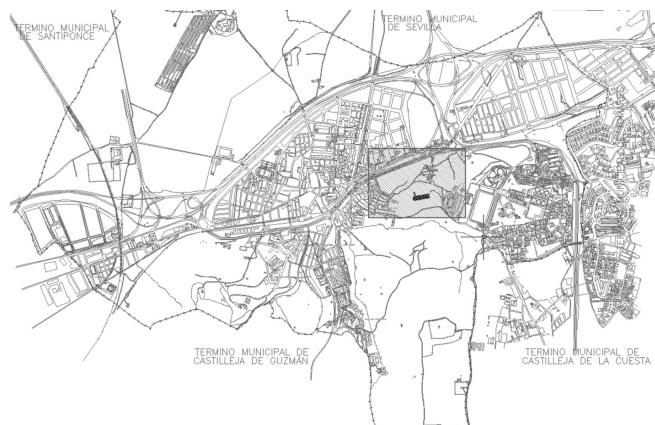 TERMINO MUNICIPAL
DE SANTIPONCE
TERMINO MUNICIPAL
DE SEVILLA
TERMINO MUNICIPAL DE
CASTILLEJA DE GUZMÁN
TERMINO MUNICIPAL DE
CASTILLEJA DE LA CUESTA